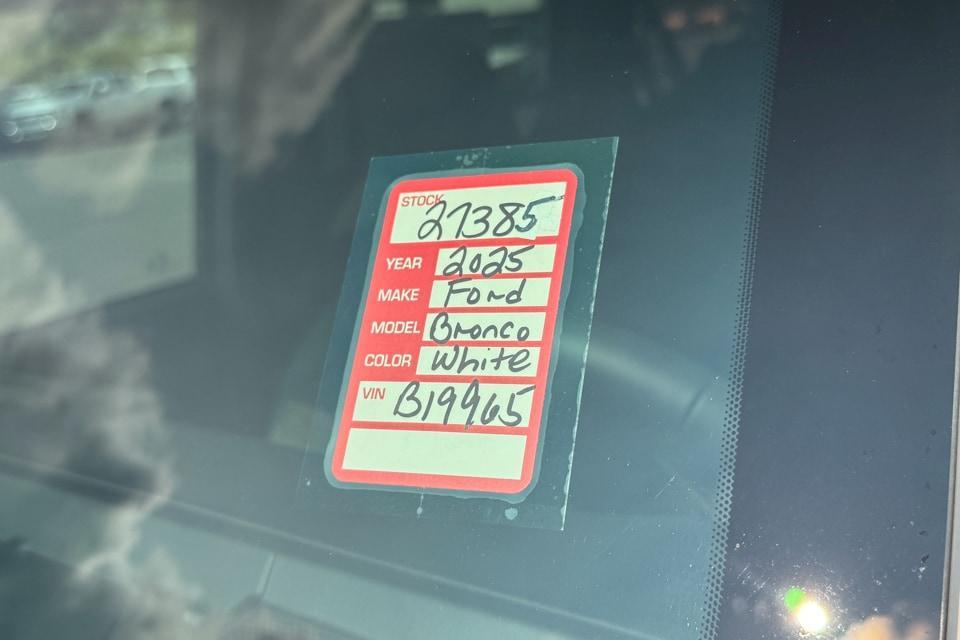 STOCK
27385
YEAR 2025
MAKE Ford
MODEL Bronco
COLOR White
VIN B19965